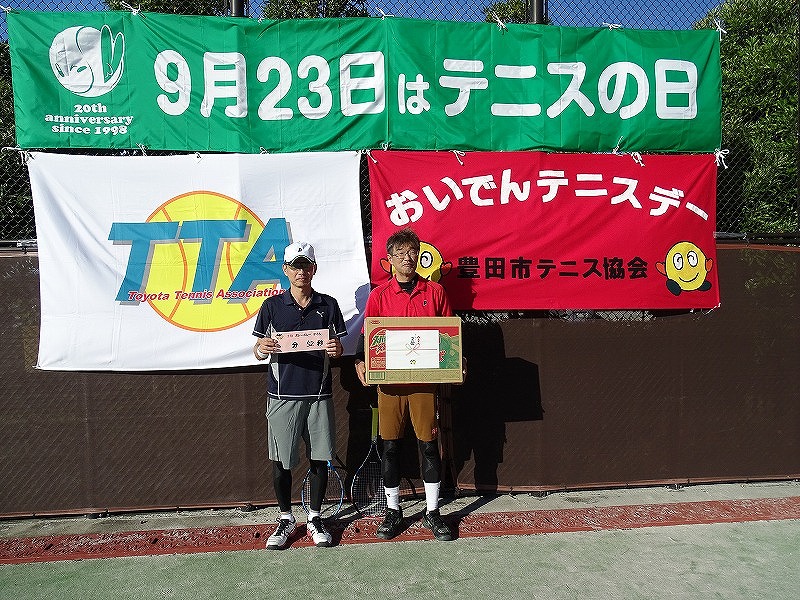 20th
anniversary
since 1998
9月23日はテニスの日
TTA
Toyota Tennis Association
おいでんテニスデー
豊田市テニス協会